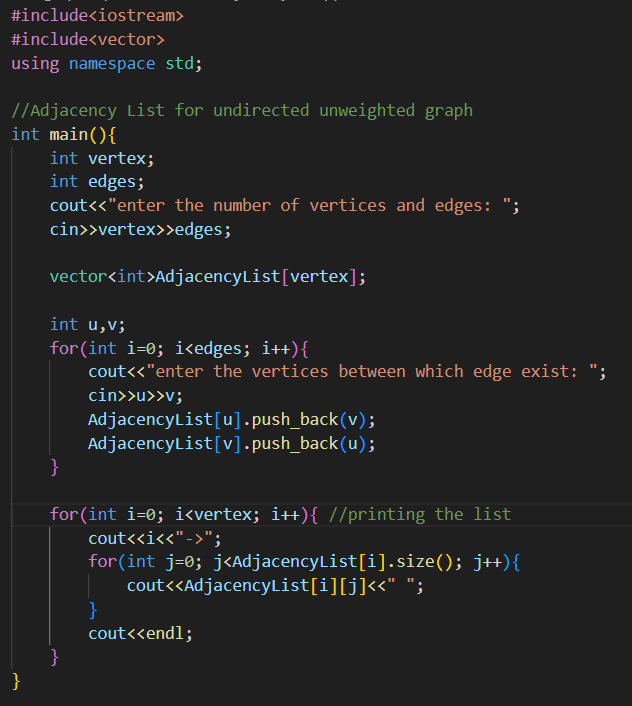 #include<iostream>
#include<vector>
using namespace std;

//Adjacency List for undirected unweighted graph
int main(){
    int vertex;
    int edges;
    cout<<"enter the number of vertices and edges: ";
    cin>>vertex>>edges;

    vector<int>AdjacencyList[vertex];

    int u,v;
    for(int i=0; i<edges; i++){
        cout<<"enter the vertices between which edge exist: ";
        cin>>u>>v;
        AdjacencyList[u].push_back(v);
        AdjacencyList[v].push_back(u);
    }

    for(int i=0; i<vertex; i++){ //printing the list
        cout<<i<<"->";
        for(int j=0; j<AdjacencyList[i].size(); j++){
            cout<<AdjacencyList[i][j]<<" ";
        }
        cout<<endl;
    }
}